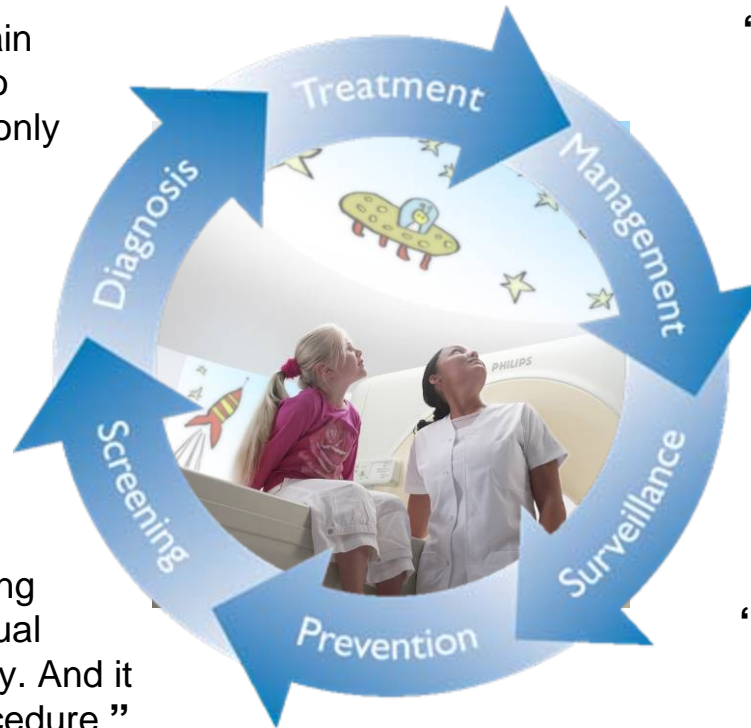 ain
only
“
Treatment
Management
Diagnosis
PHILIPS
Screening
Surveillance
ng
ual
y. And it
cedure.”
“
Prevention